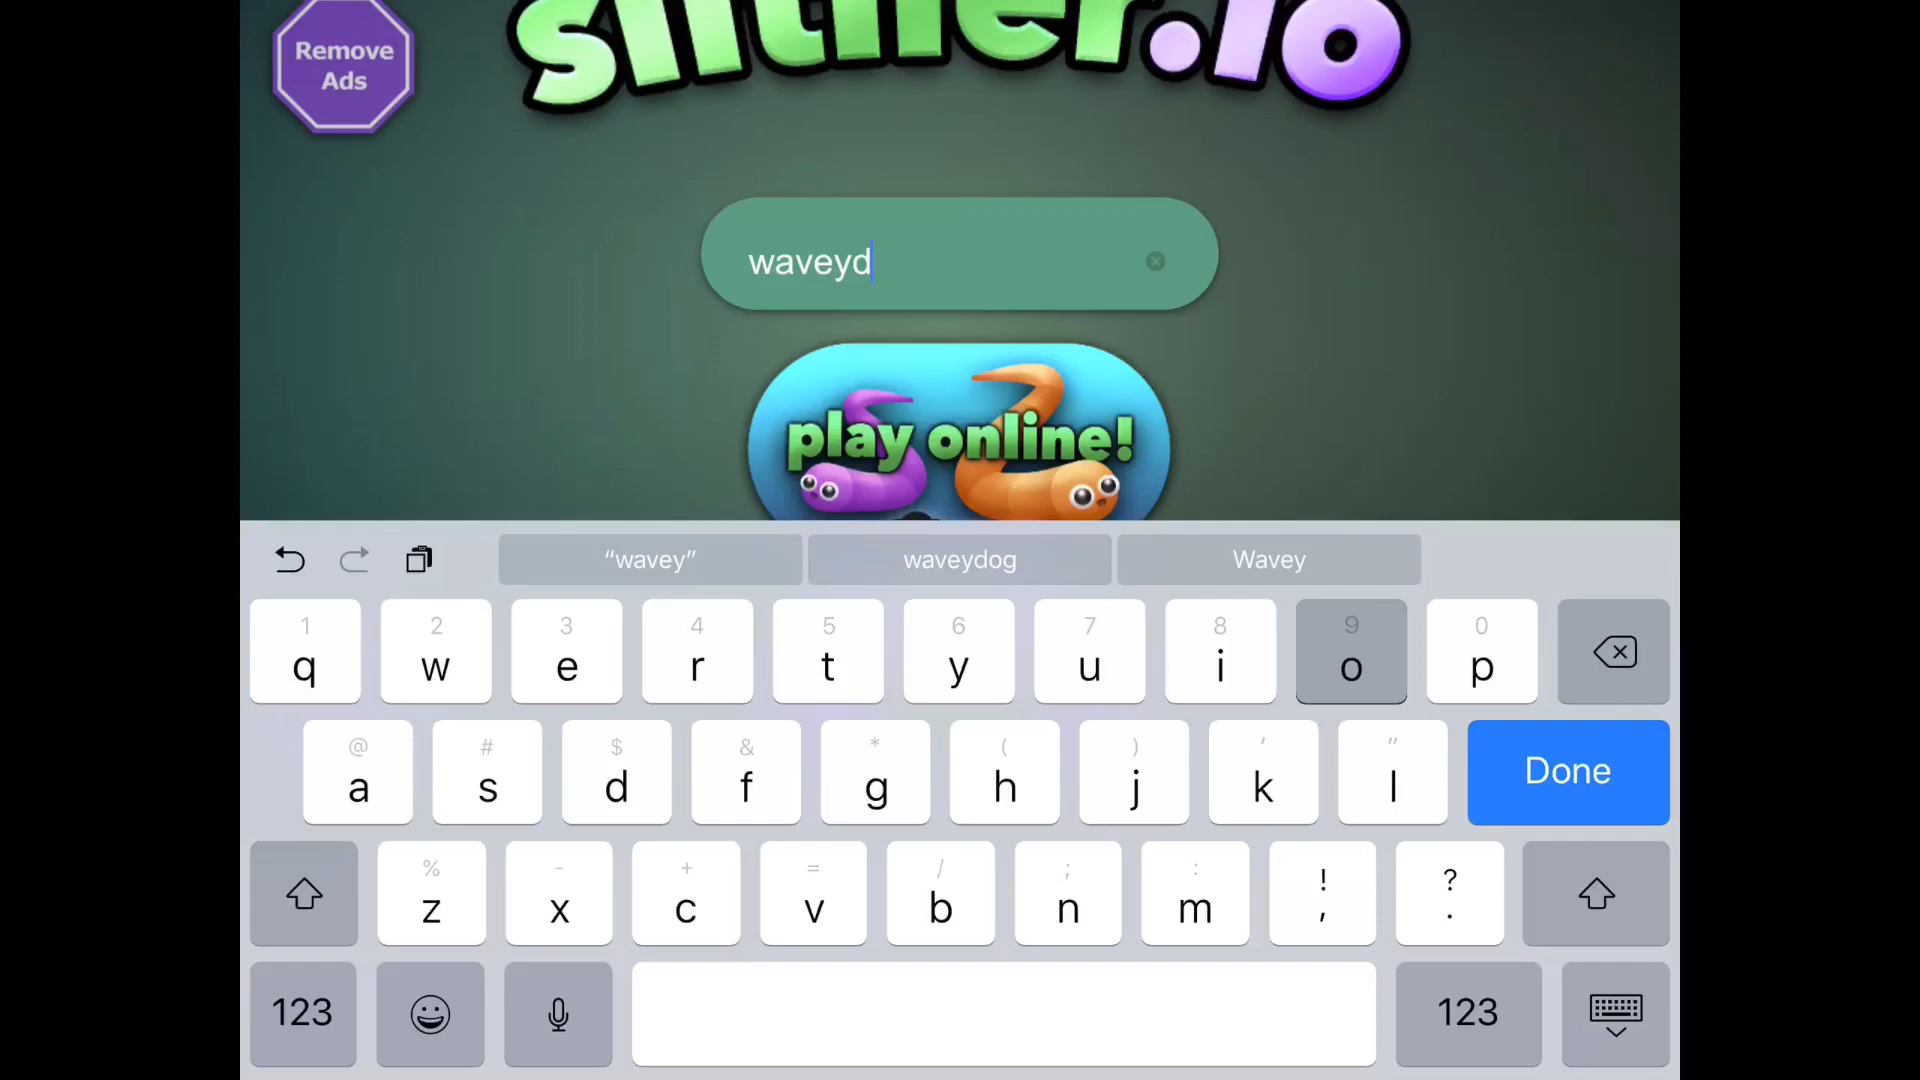 Remove
Ads
slither.io
waveyd
play online!
“wavey” waveydog Wavey
1 2 3 4 5 6 7 8 9 0
q w e r t y u i o p
@ # $ & * ( ) ' "
a s d f g h j k l Done
% - + = / ; : ! ?
z x c v b n m , .
123 123